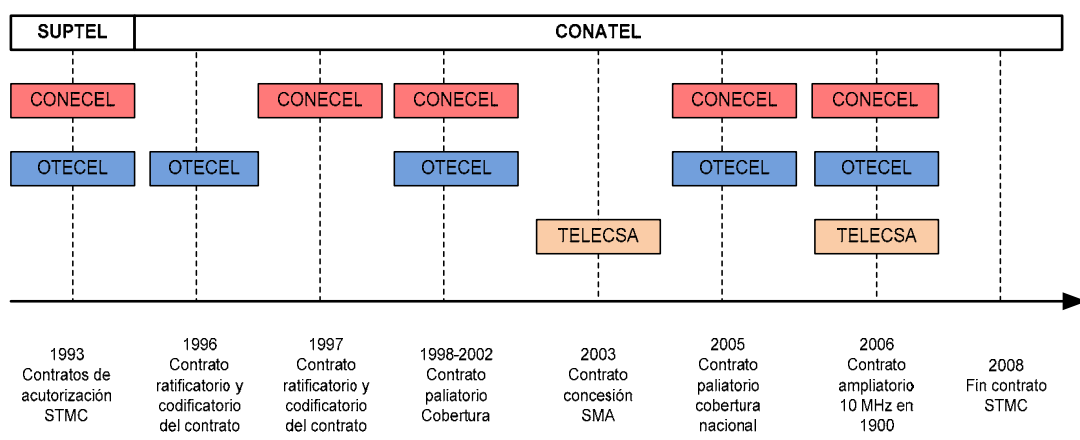 SUPTEL
CONATEL
CONECEL
CONECEL
CONECEL
CONECEL
CONECEL
OTECEL
OTECEL
OTECEL
OTECEL
OTECEL
TELECSA
TELECSA
1993
Contratos de
acutorización
STMC
1996
Contrato
ratificatorio y
codificatorio
del contrato
1997
Contrato
ratificatorio y
codificatorio
del contrato
1998-2002
Contrato
paliatorio
Cobertura
2003
Contrato
concesión
SMA
2005
Contrato
paliatorio
cobertura
nacional
2006
Contrato
ampliatorio
10 MHz en
1900
2008
Fin contrato
STMC